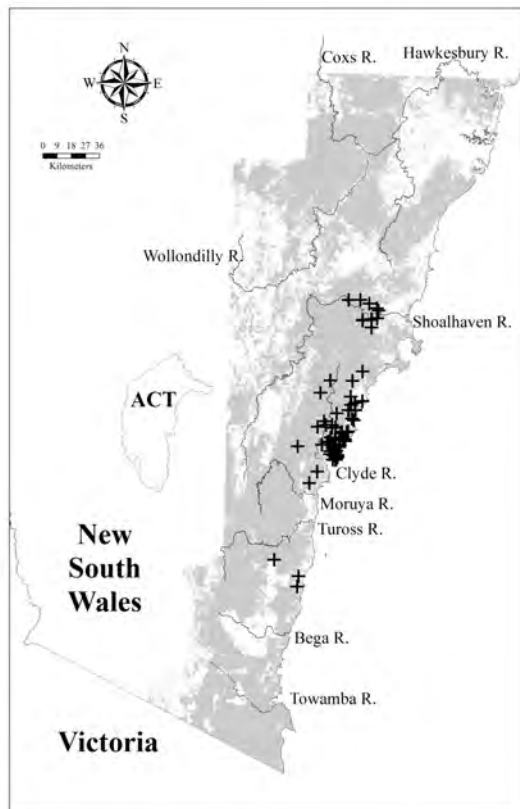 Coxs R.
Hawkesbury R.
N
W E
S
0 9 18 27 36
Kilometers
Wollondilly R.
Shoalhaven R.
ACT
Clyde R.
Moruya R.
Tuross R.
New
South
Wales
Bega R.
Towamba R.
Victoria